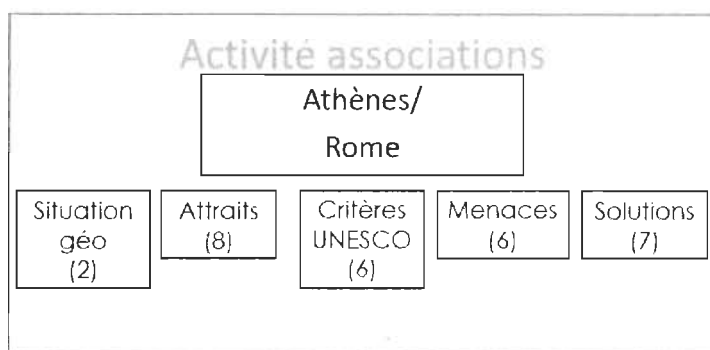 Activité associations
Athènes/
Rome
Situation
géo
(2)
Attraits
(8)
Critères
UNESCO
(6)
Menaces
(6)
Solutions
(7)